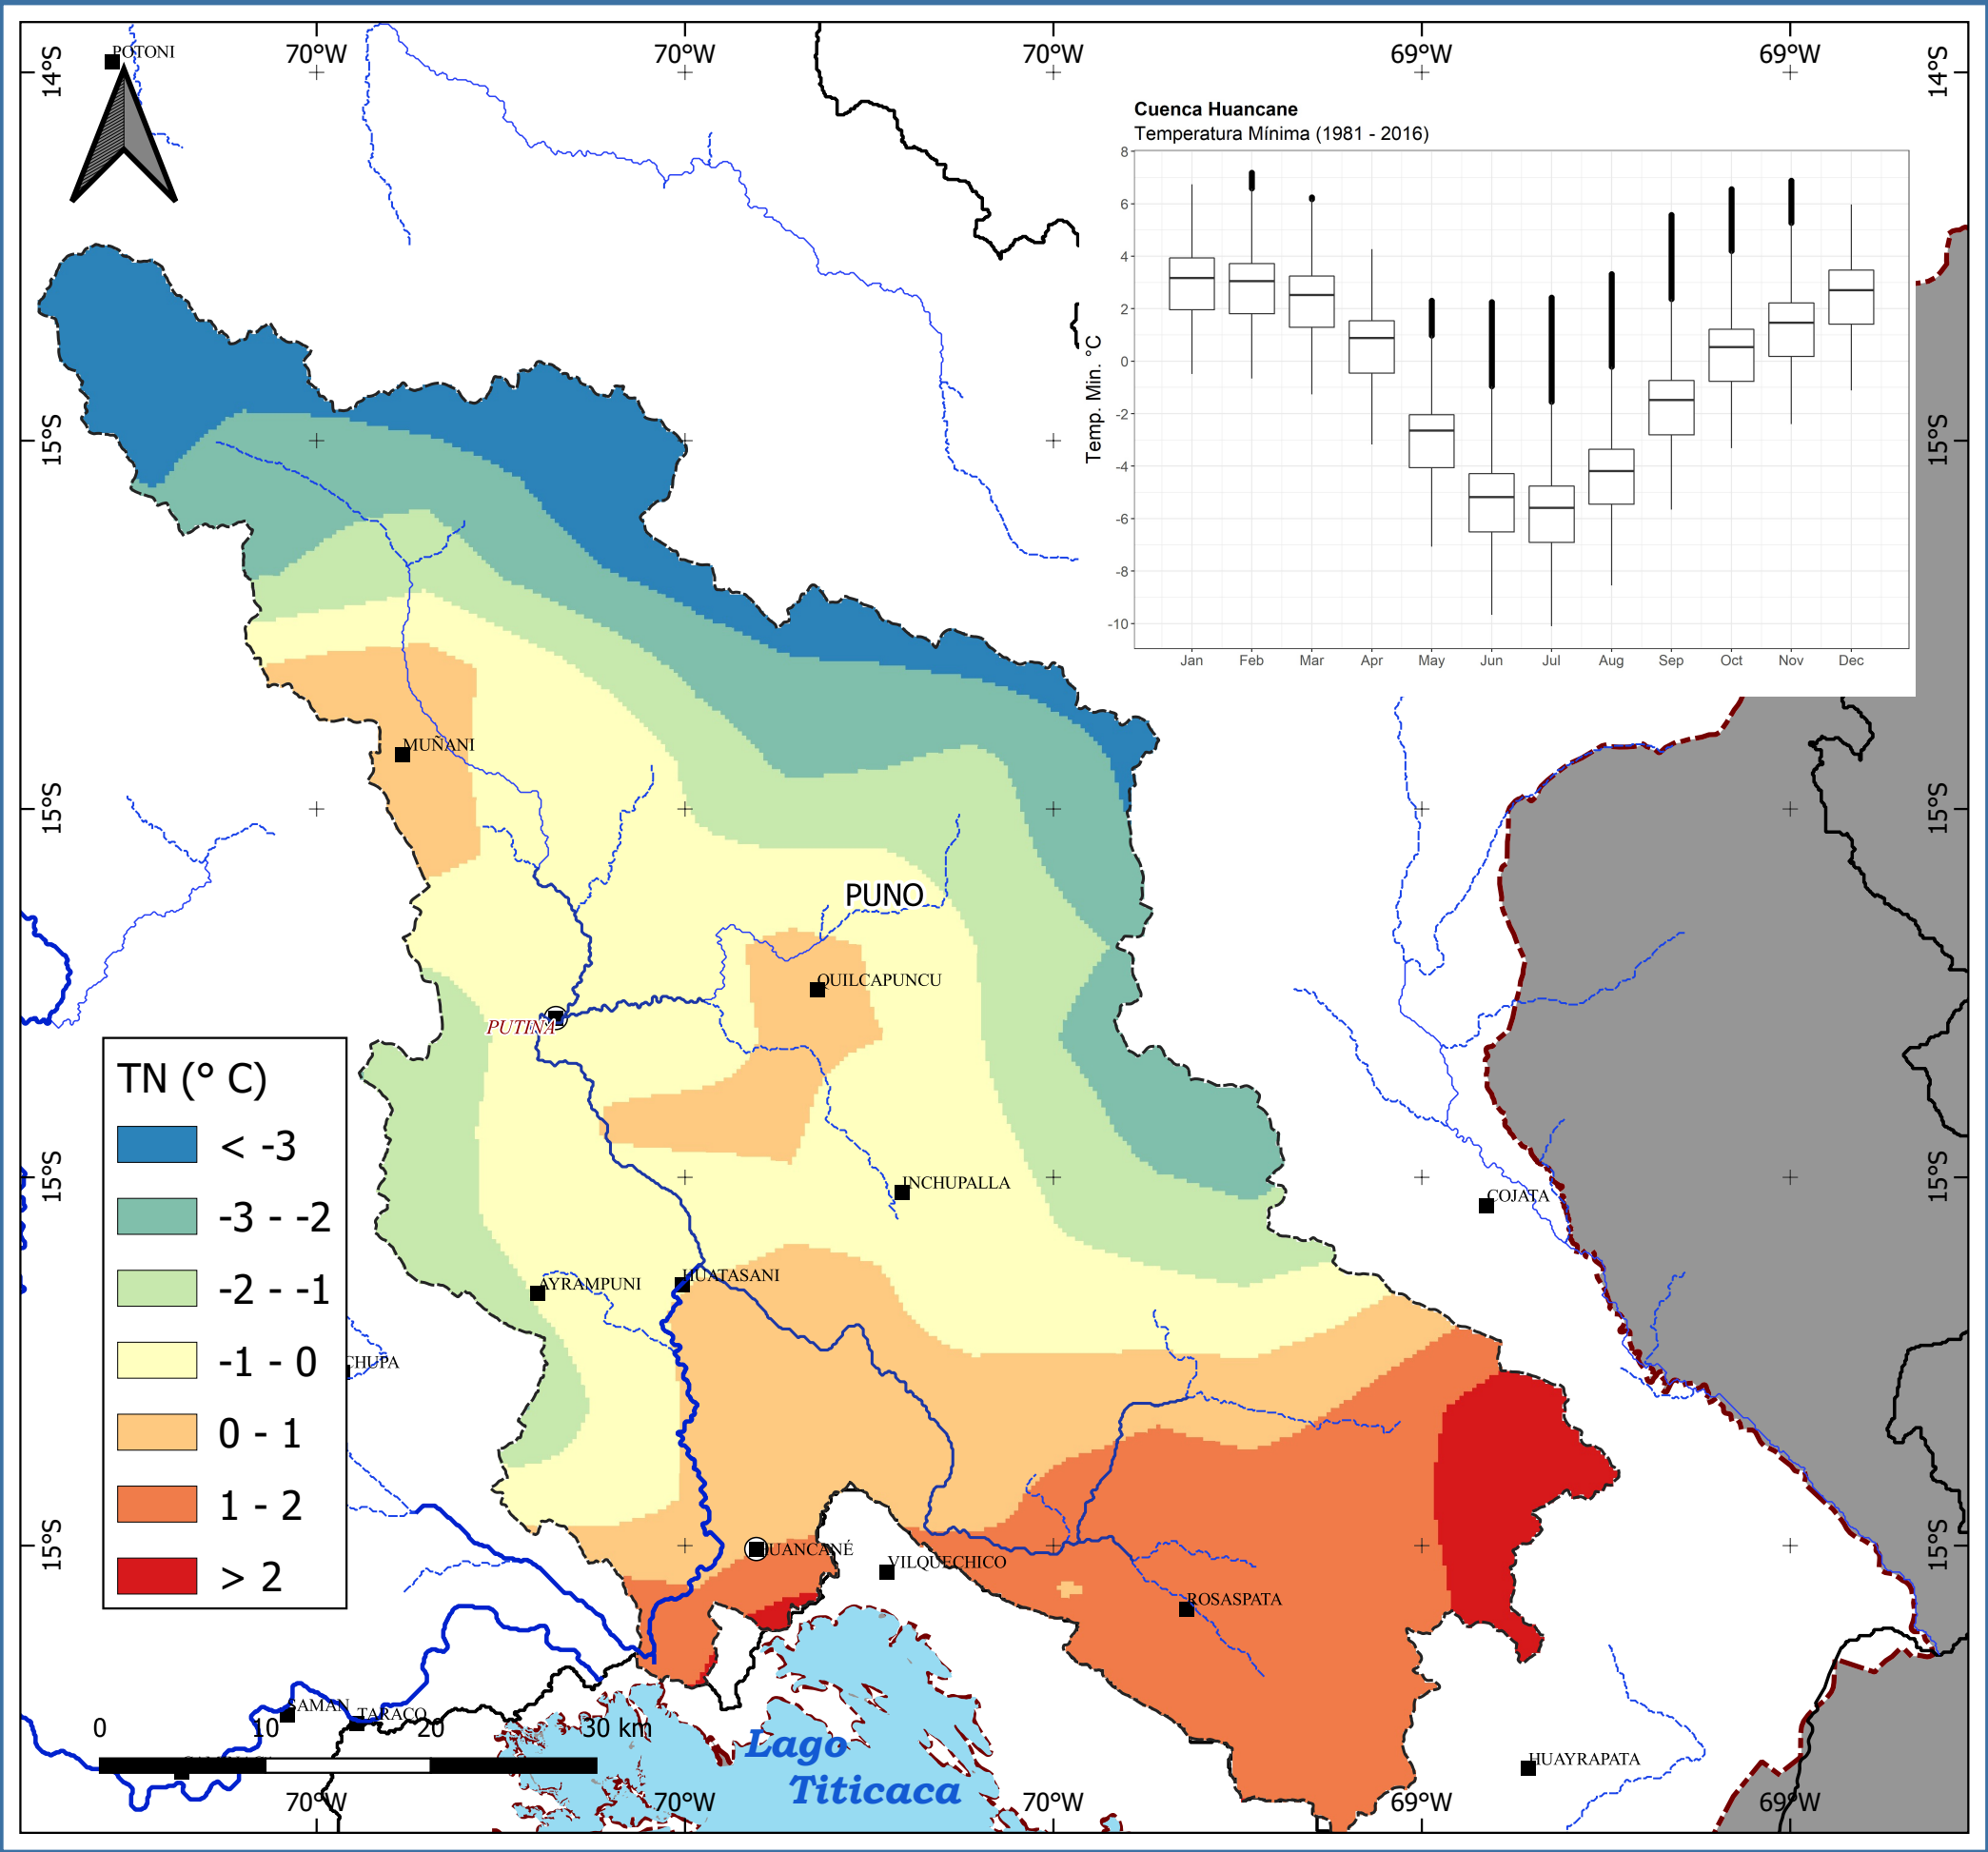 POTONI
70°W
70°W
70°W
69°W
69°W
14°S
14°S
Cuenca Huancane
Temperatura Mínima (1981 - 2016)
Temp. Min. °C
8
6
4
2
0
-2
-4
-6
-8
-10
Jan
Feb
Mar
Apr
May
Jun
Jul
Aug
Sep
Oct
Nov
Dec
15°S
15°S
MUÑANI
15°S
15°S
PUNO
QUILCAPUNCU
PUTINA
TN (° C)
< -3
-3 - -2
-2 - -1
-1 - 0
0 - 1
1 - 2
> 2
15°S
15°S
INCHUPALLA
COJATA
AYRAMPUNI
HUATASANI
CHUPA
15°S
15°S
HUANCANÉ
VILQUECHICO
ROSASPATA
SAMAN
TARACO
0
10
20
30 km
Lago
Titicaca
HUAYRAPATA
70°W
70°W
70°W
69°W
69°W